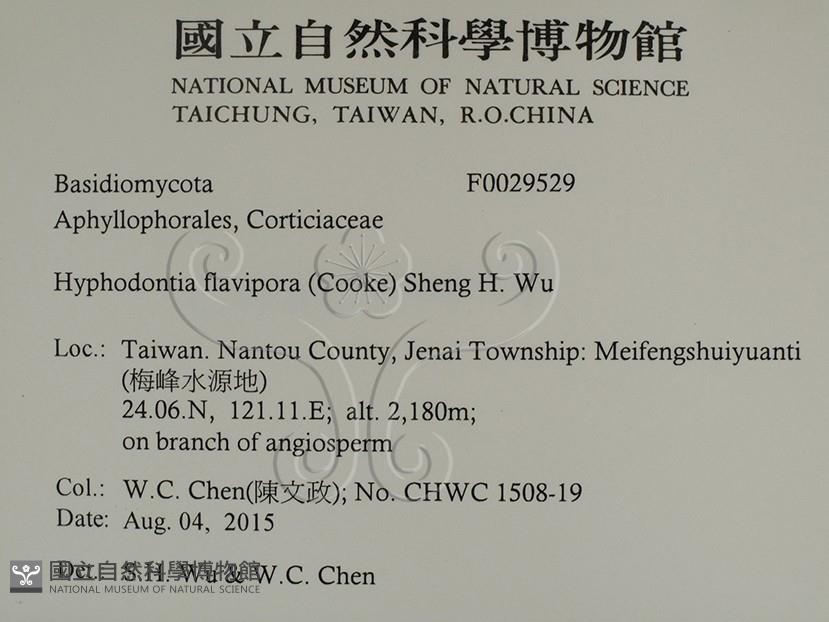 國立自然科學博物館
NATIONAL MUSEUM OF NATURAL SCIENCE
TAICHUNG, TAIWAN, R.O.CHINA
Basidiomycota F0029529
Aphyllophorales, Corticiaceae
Hyphodontia flavipora (Cooke) Sheng H. Wu
Loc.: Taiwan. Nantou County, Jenai Township: Meifengshuiyuanti
(梅峰水源地)
24.06.N, 121.11.E; alt. 2,180m;
on branch of angiosperm
Col.: W.C. Chen(陳文政); No. CHWC 1508-19
Date: Aug. 04, 2015
Det.: S.H. Wu & W.C. Chen
國立自然科學博物館
NATIONAL MUSEUM OF NATURAL SCIENCE